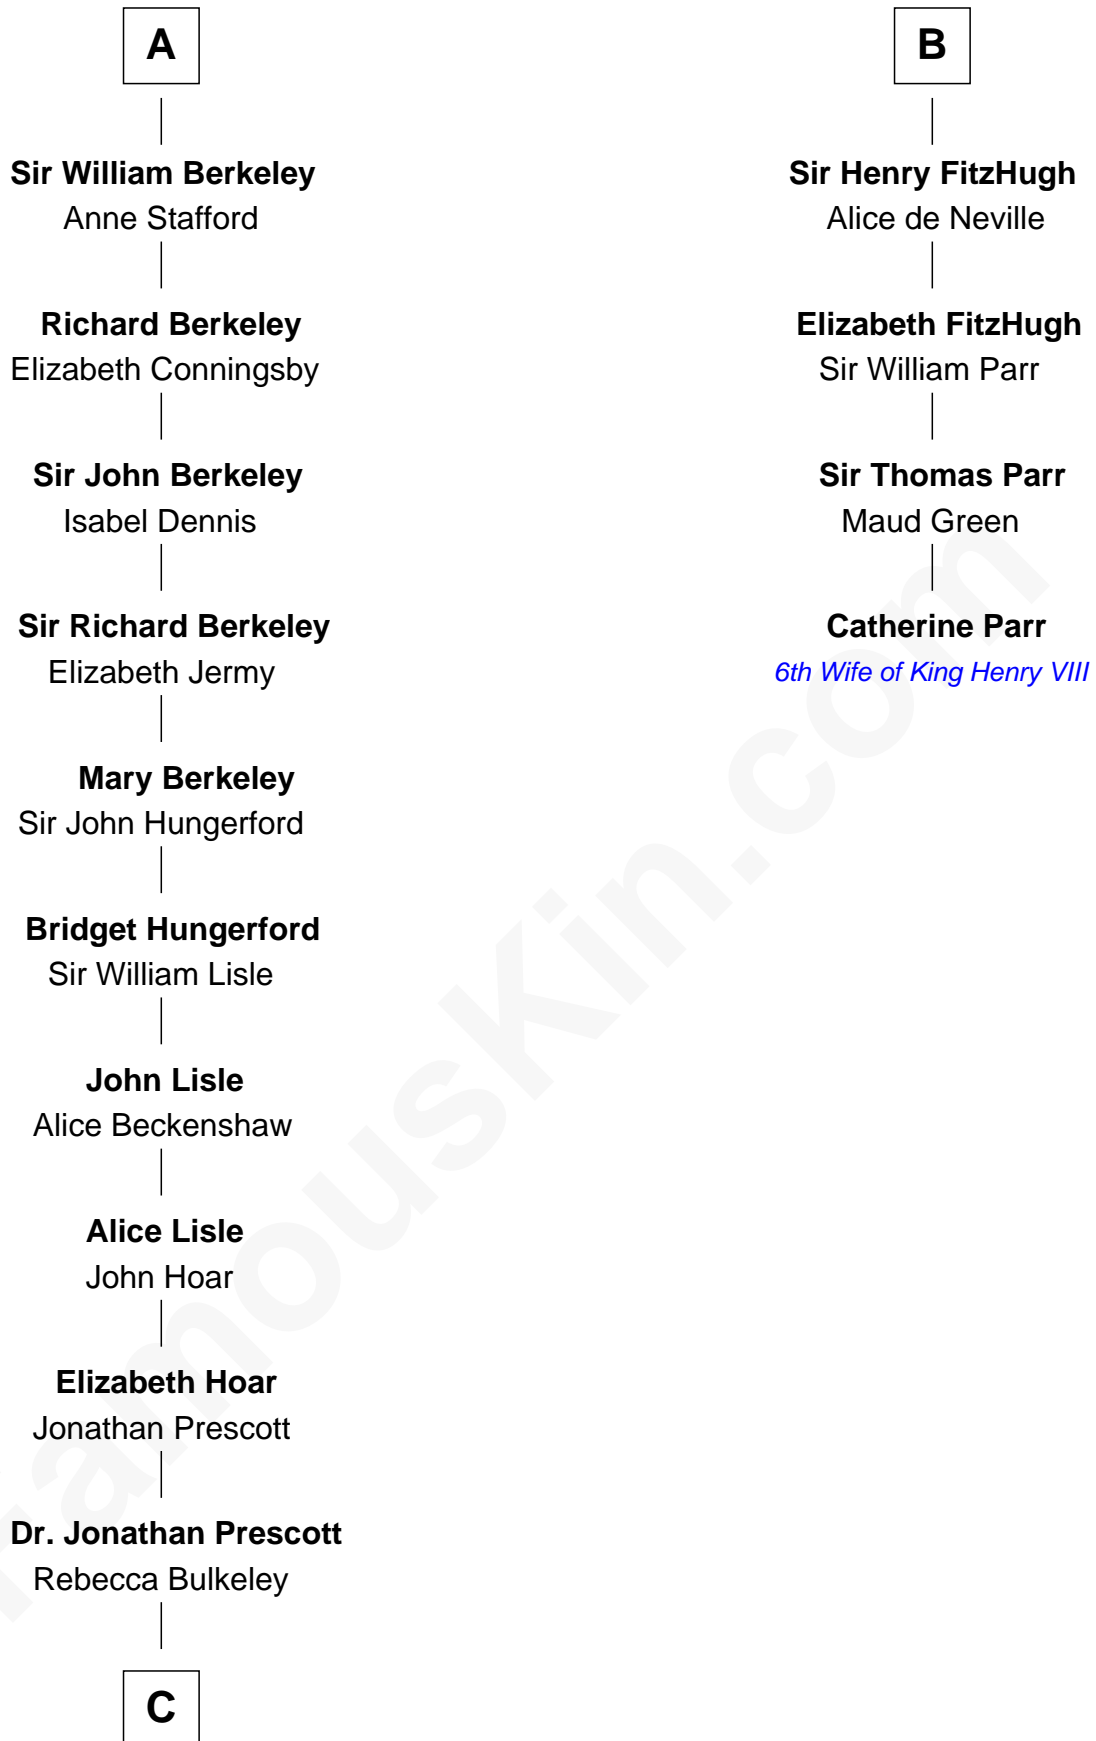 A
Sir William Berkeley
Anne Stafford
Richard Berkeley
Elizabeth Conningsby
Sir John Berkeley
Isabel Dennis
Sir Richard Berkeley
Elizabeth Jermy
Mary Berkeley
Sir John Hungerford
Bridget Hungerford
Sir William Lisle
John Lisle
Alice Beckenshaw
Alice Lisle
John Hoar
Elizabeth Hoar
Jonathan Prescott
Dr. Jonathan Prescott
Rebecca Bulkeley
C
B
Sir Henry FitzHugh
Alice de Neville
Elizabeth FitzHugh
Sir William Parr
Sir Thomas Parr
Maud Green
Catherine Parr
6th Wife of King Henry VIII
FamousKin.com